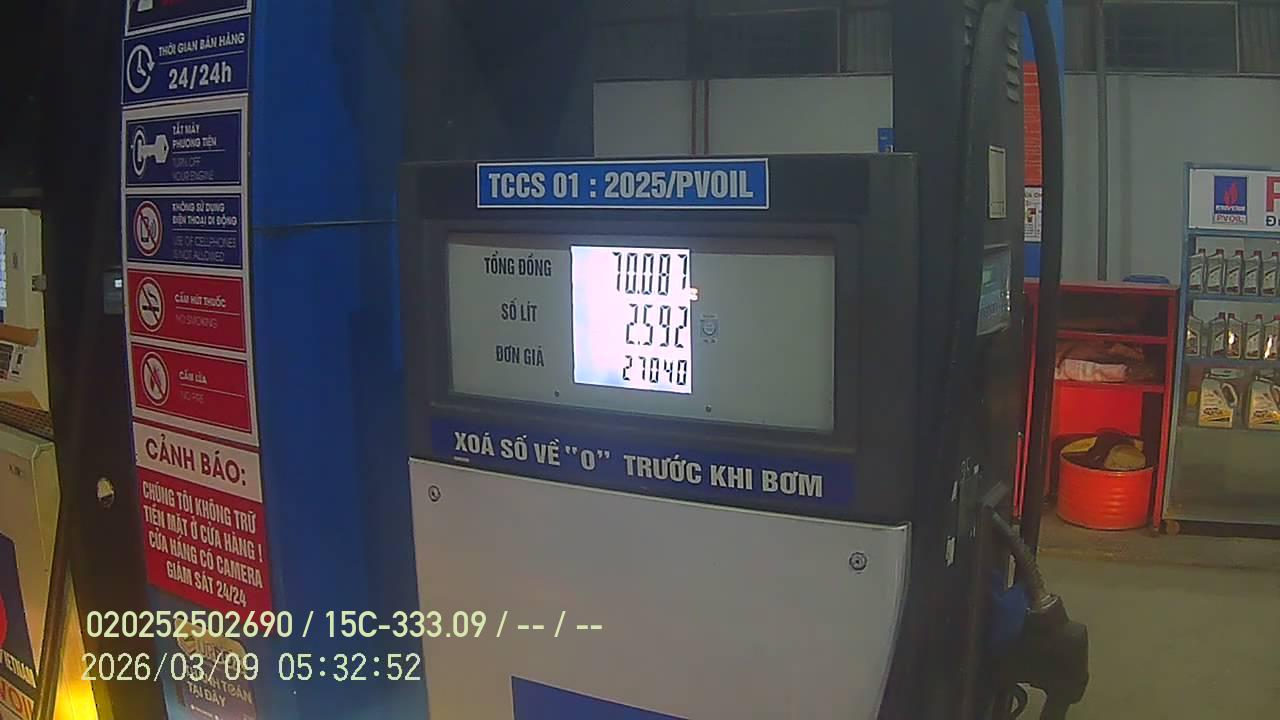 THỜI GIAN BÁN HÀNG
24/24h
TẮT MÁY
PHƯƠNG TIỆN
TURN OFF
YOUR ENGINE
KHÔNG SỬ DỤNG
ĐIỆN THOẠI DI ĐỘNG
USE OF CELLPHONES
IS NOT ALLOWED
CẤM HÚT THUỐC
NO SMOKING
CẤM LỬA
NO FIRE
CẢNH BÁO:
CHÚNG TÔI KHÔNG TRỮ
TIỀN MẶT Ở CỬA HÀNG !
CỬA HÀNG CÓ CAMERA
GIÁM SÁT 24/24
TCCS 01 : 2025/PVOIL
TỔNG ĐỒNG 70.087
SỐ LÍT 2.592
ĐƠN GIÁ 27040
XOÁ SỐ VỀ "0" TRƯỚC KHI BƠM
PVOIL
TẠI ĐÂY
020252502690 / 15C-333.09 / -- / --
2026/03/09 05:32:52